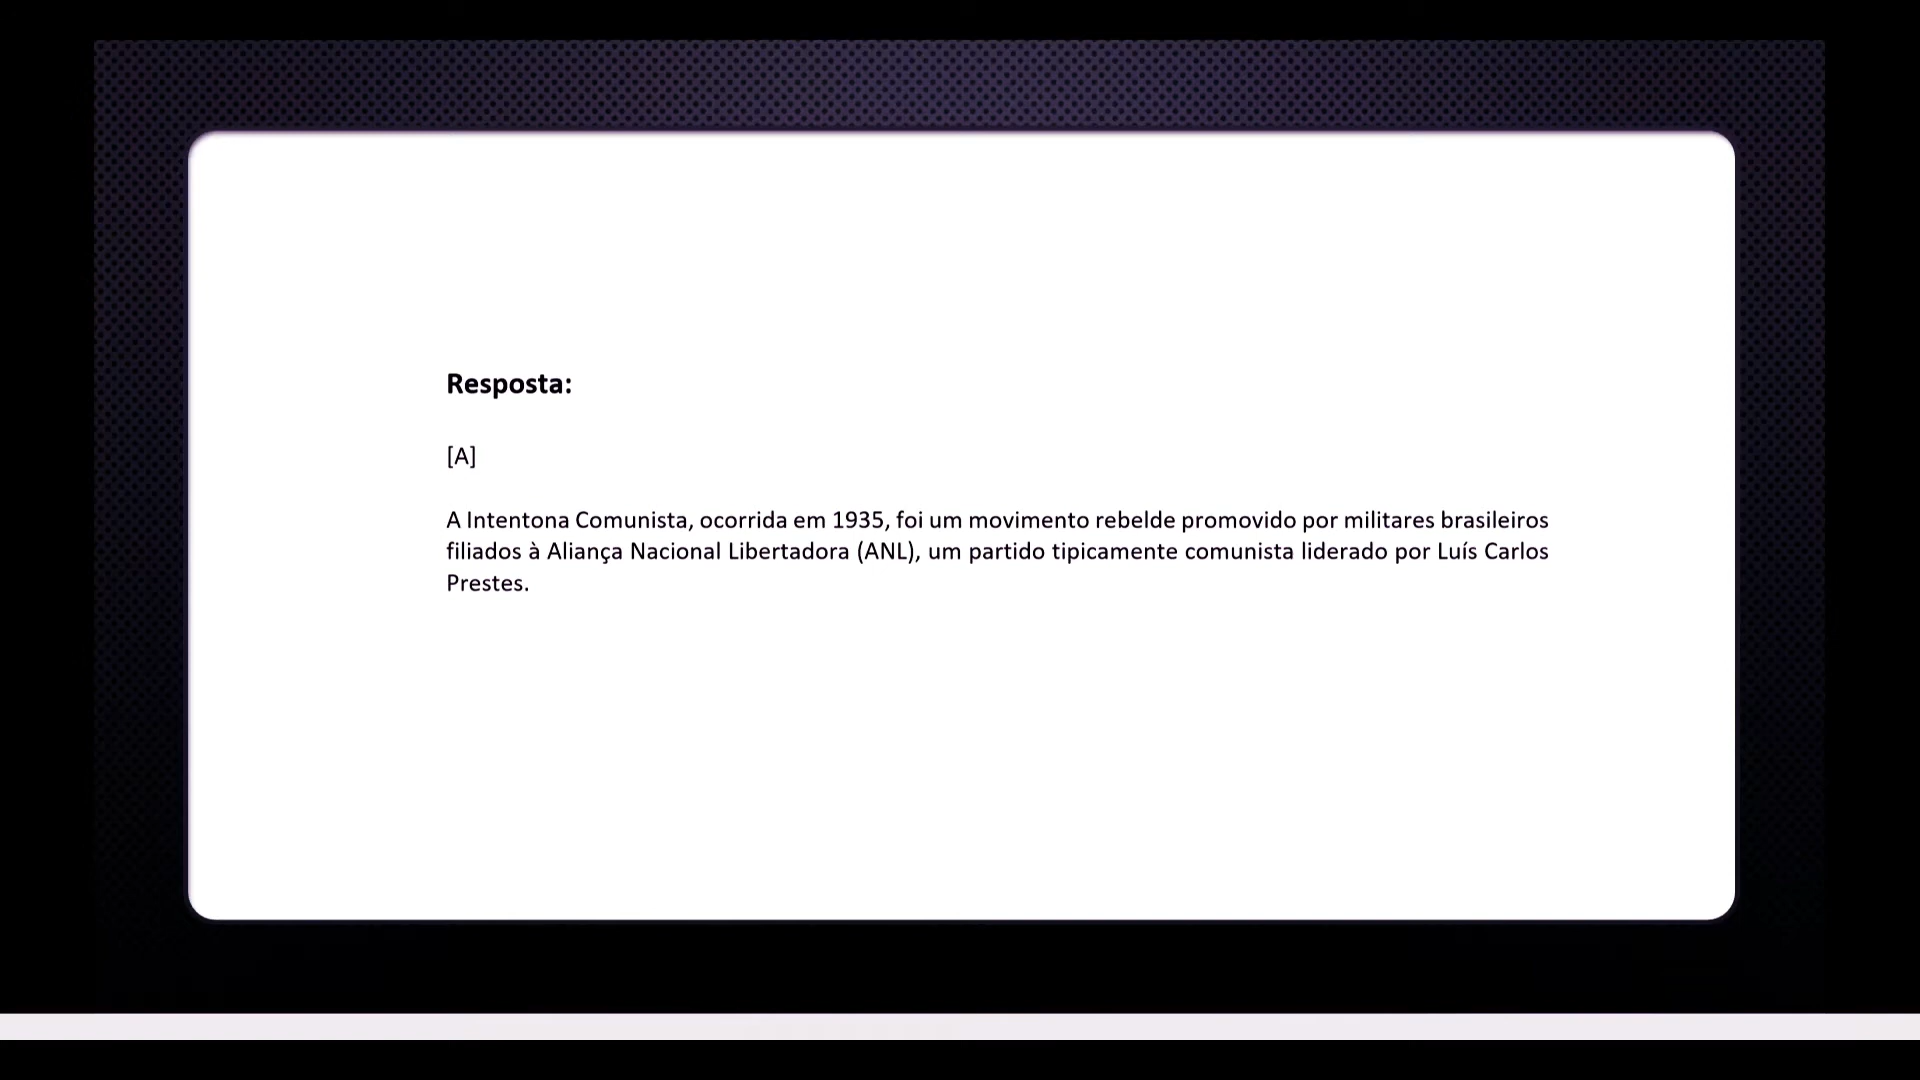 Resposta:
[A]
A Intentona Comunista, ocorrida em 1935, foi um movimento rebelde promovido por militares brasileiros
filiados à Aliança Nacional Libertadora (ANL), um partido tipicamente comunista liderado por Luís Carlos
Prestes.